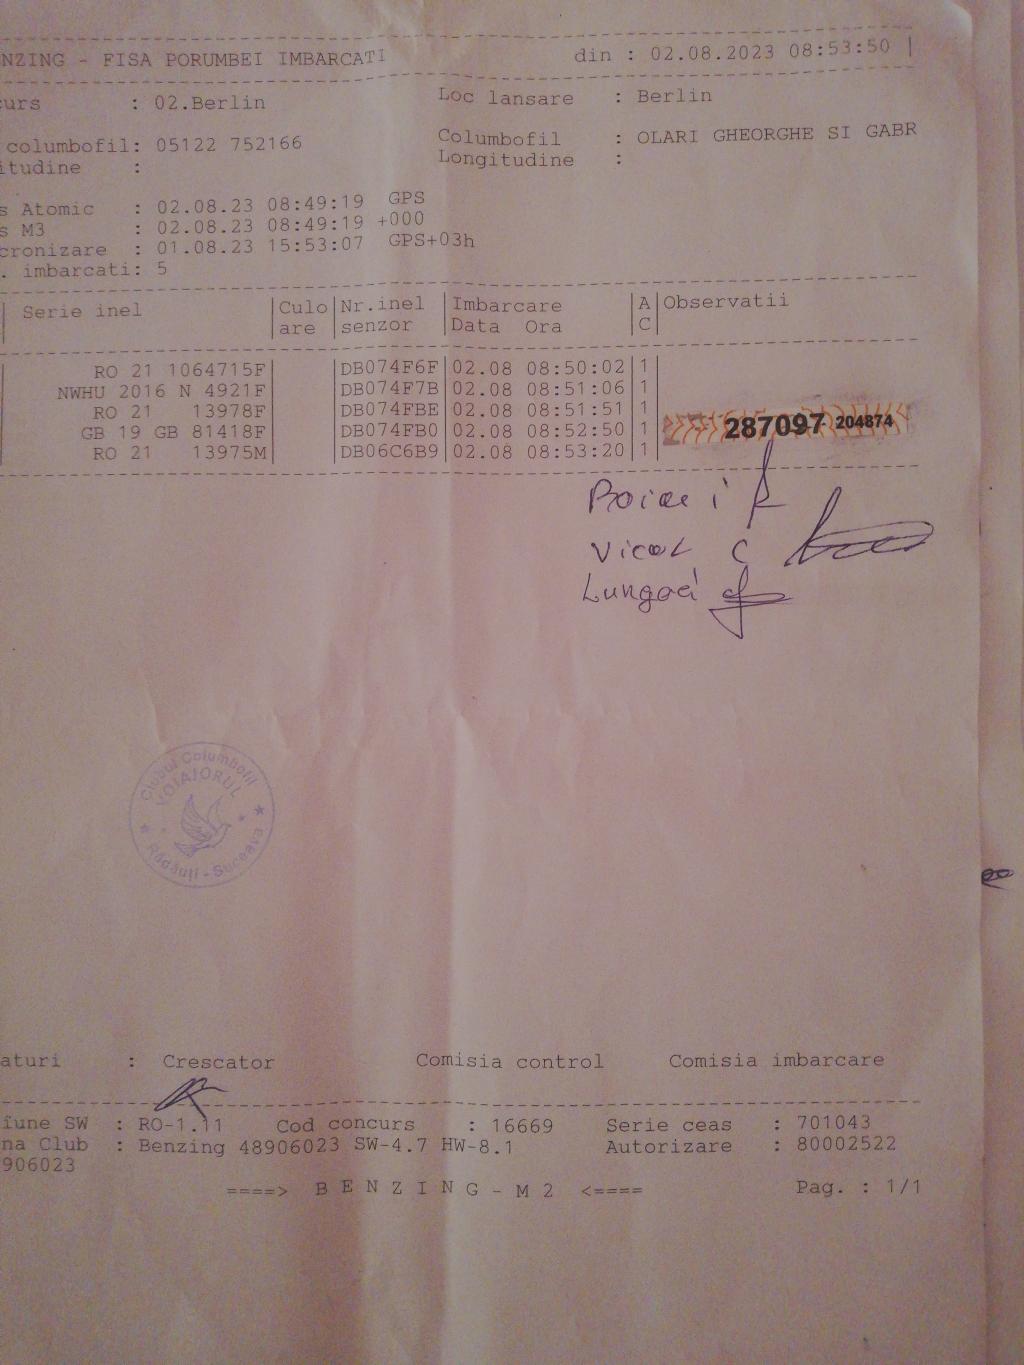 NZING - FISA PORUMBEI IMBARCATI din : 02.08.2023 08:53:50 |
urs : 02.Berlin Loc lansare : Berlin
columbofil: 05122 752166 Columbofil : OLARI GHEORGHE SI GABR
itudine : Longitudine :
s Atomic : 02.08.23 08:49:19 GPS
s M3 : 02.08.23 08:49:19 +000
cronizare : 01.08.23 15:53:07 GPS+03h
. imbarcati: 5
Serie inel |Culo|Nr.inel |Imbarcare |A|Observatii
|are |senzor |Data Ora |C|
RO 21 1064715F| |DB074F6F|02.08 08:50:02|1|
NWHU 2016 N 4921F| |DB074F7B|02.08 08:51:06|1|
RO 21 13978F| |DB074FBE|02.08 08:51:51|1|
GB 19 GB 81418F| |DB074FB0|02.08 08:52:50|1| 287097 204874
RO 21 13975M| |DB06C6B9|02.08 08:53:20|1|
i
Vicol C
Lungoci
Clubul Columbofil
VOIAJORUL
Rădăuți - Suceava
aturi : Crescator Comisia control Comisia imbarcare
iune SW : RO-1.11 Cod concurs : 16669 Serie ceas : 701043
na Club : Benzing 48906023 SW-4.7 HW-8.1 Autorizare : 80002522
906023
====> B E N Z I N G - M 2 <==== Pag. : 1/1